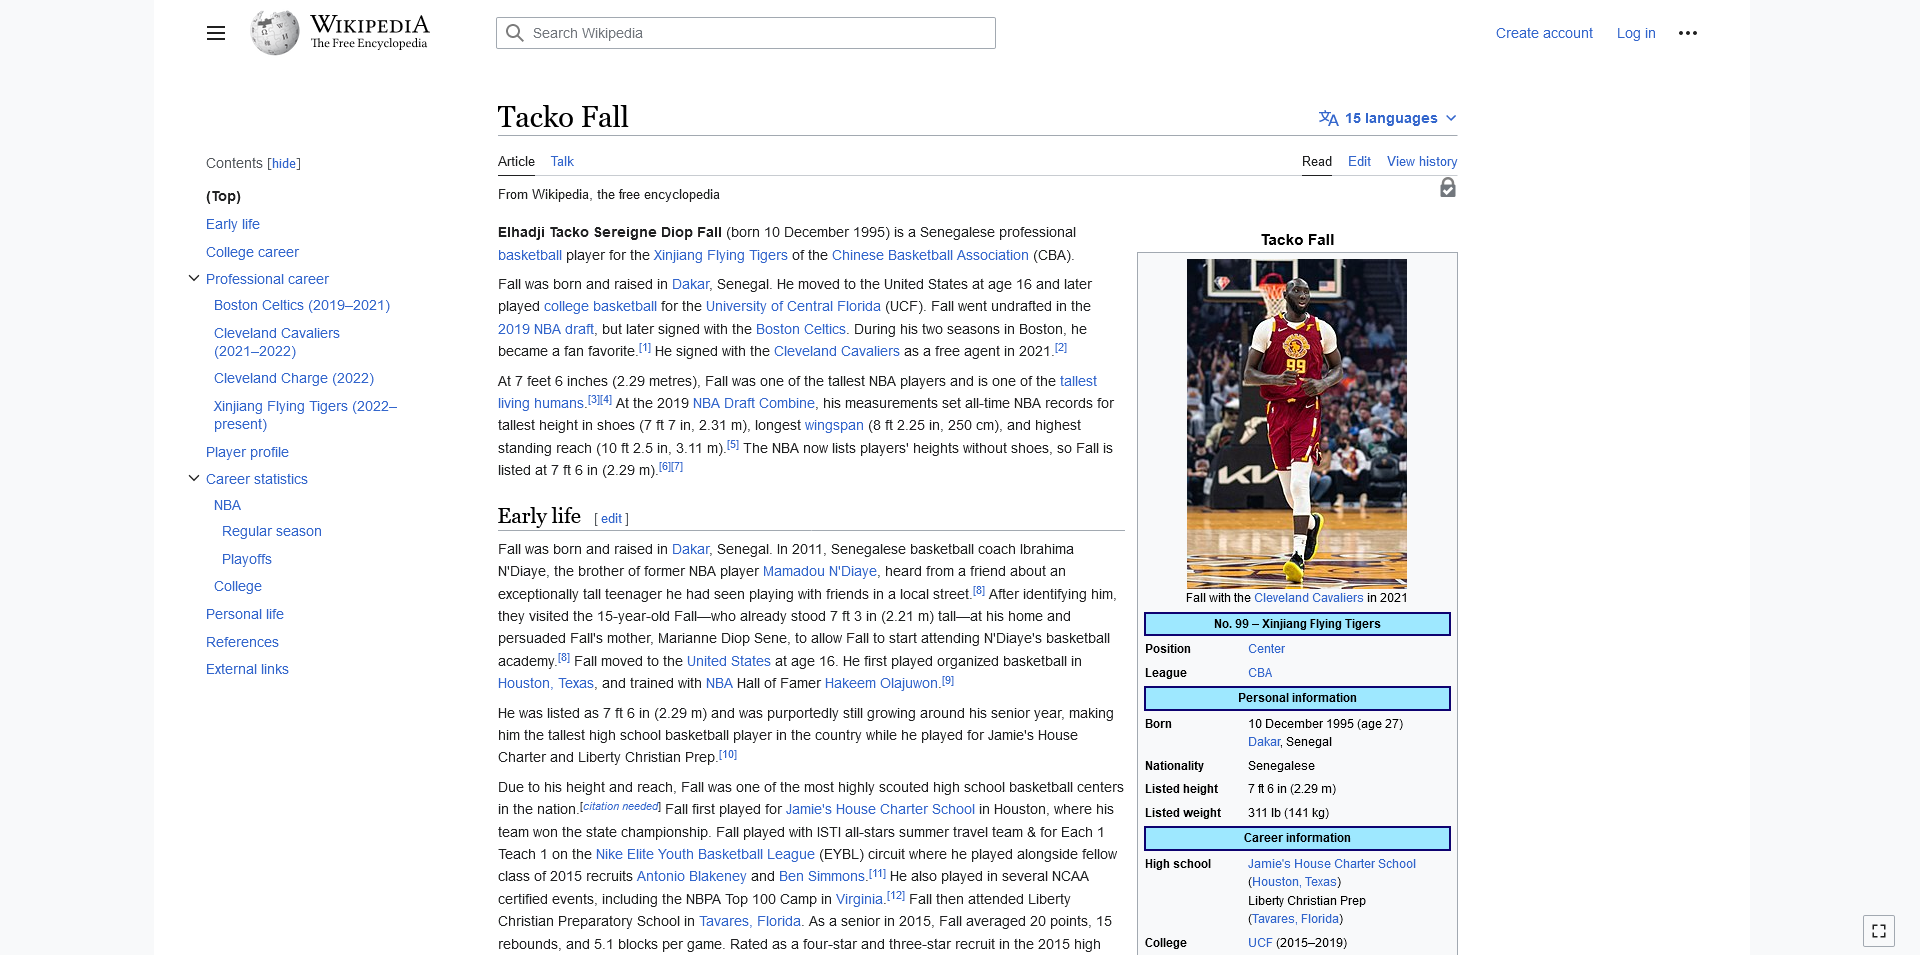 WIKIPEDIA
The Free Encyclopedia
Search Wikipedia
Create account
Log in
Contents [hide]
(Top)
Early life
College career
Professional career
Boston Celtics (2019–2021)
Cleveland Cavaliers
(2021–2022)
Cleveland Charge (2022)
Xinjiang Flying Tigers (2022–
present)
Player profile
Career statistics
NBA
Regular season
Playoffs
College
Personal life
References
External links
Tacko Fall
15 languages
Article
Talk
Read
Edit
View history
From Wikipedia, the free encyclopedia
Elhadji Tacko Sereigne Diop Fall (born 10 December 1995) is a Senegalese professional
basketball player for the Xinjiang Flying Tigers of the Chinese Basketball Association (CBA).
Fall was born and raised in Dakar, Senegal. He moved to the United States at age 16 and later
played college basketball for the University of Central Florida (UCF). Fall went undrafted in the
2019 NBA draft, but later signed with the Boston Celtics. During his two seasons in Boston, he
became a fan favorite.[1] He signed with the Cleveland Cavaliers as a free agent in 2021.[2]
At 7 feet 6 inches (2.29 metres), Fall was one of the tallest NBA players and is one of the tallest
living humans.[3][4] At the 2019 NBA Draft Combine, his measurements set all-time NBA records for
tallest height in shoes (7 ft 7 in, 2.31 m), longest wingspan (8 ft 2.25 in, 250 cm), and highest
standing reach (10 ft 2.5 in, 3.11 m).[5] The NBA now lists players' heights without shoes, so Fall is
listed at 7 ft 6 in (2.29 m).[6][7]
Early life [ edit ]
Fall was born and raised in Dakar, Senegal. In 2011, Senegalese basketball coach Ibrahima
N'Diaye, the brother of former NBA player Mamadou N'Diaye, heard from a friend about an
exceptionally tall teenager he had seen playing with friends in a local street.[8] After identifying him,
they visited the 15-year-old Fall—who already stood 7 ft 3 in (2.21 m) tall—at his home and
persuaded Fall's mother, Marianne Diop Sene, to allow Fall to start attending N'Diaye's basketball
academy.[8] Fall moved to the United States at age 16. He first played organized basketball in
Houston, Texas, and trained with NBA Hall of Famer Hakeem Olajuwon.[9]
He was listed as 7 ft 6 in (2.29 m) and was purportedly still growing around his senior year, making
him the tallest high school basketball player in the country while he played for Jamie's House
Charter and Liberty Christian Prep.[10]
Due to his height and reach, Fall was one of the most highly scouted high school basketball centers
in the nation.[citation needed] Fall first played for Jamie's House Charter School in Houston, where his
team won the state championship. Fall played with ISTI all-stars summer travel team & for Each 1
Teach 1 on the Nike Elite Youth Basketball League (EYBL) circuit where he played alongside fellow
class of 2015 recruits Antonio Blakeney and Ben Simmons.[11] He also played in several NCAA
certified events, including the NBPA Top 100 Camp in Virginia.[12] Fall then attended Liberty
Christian Preparatory School in Tavares, Florida. As a senior in 2015, Fall averaged 20 points, 15
rebounds, and 5.1 blocks per game. Rated as a four-star and three-star recruit in the 2015 high
Tacko Fall
99
KIA
Fall with the Cleveland Cavaliers in 2021
No. 99 – Xinjiang Flying Tigers
Position Center
League CBA
Personal information
Born 10 December 1995 (age 27)
Dakar, Senegal
Nationality Senegalese
Listed height 7 ft 6 in (2.29 m)
Listed weight 311 lb (141 kg)
Career information
High school Jamie's House Charter School
(Houston, Texas)
Liberty Christian Prep
(Tavares, Florida)
College UCF (2015–2019)